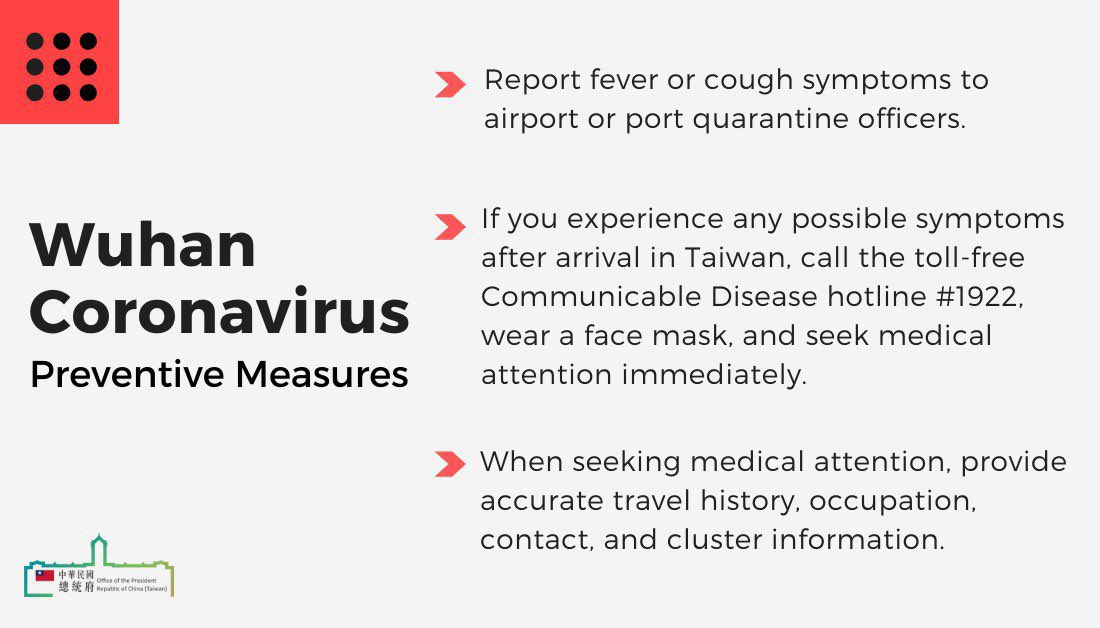 Wuhan
Coronavirus
Preventive Measures
Report fever or cough symptoms to
airport or port quarantine officers.
If you experience any possible symptoms
after arrival in Taiwan, call the toll-free
Communicable Disease hotline #1922,
wear a face mask, and seek medical
attention immediately.
When seeking medical attention, provide
accurate travel history, occupation,
contact, and cluster information.
中華民國
總統府
Office of the President
Republic of China (Taiwan)